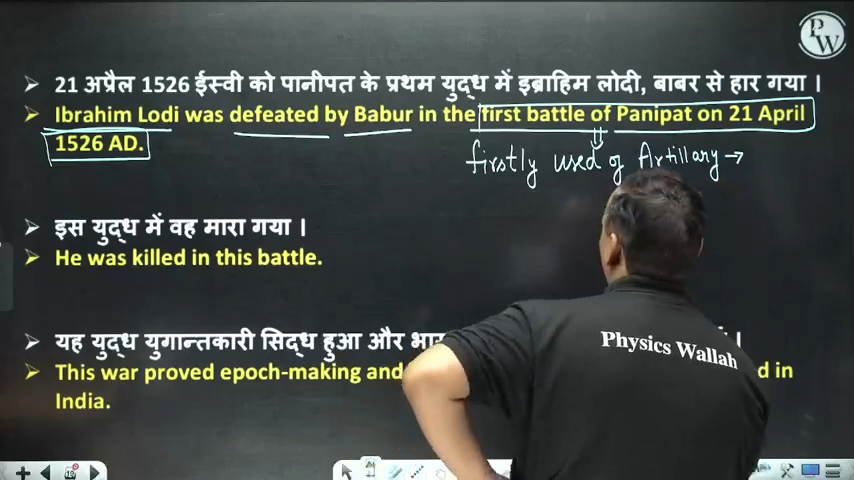 PW
21 अप्रैल 1526 ईस्वी को पानीपत के प्रथम युद्ध में इब्राहिम लोदी, बाबर से हार गया ।
Ibrahim Lodi was defeated by Babur in the first battle of Panipat on 21 April
1526 AD.
firstly used of Artillary →
इस युद्ध में वह मारा गया ।
He was killed in this battle.
यह युद्ध युगान्तकारी सिद्ध हुआ और
This war proved epoch-making and d in
India.
Physics Wallah